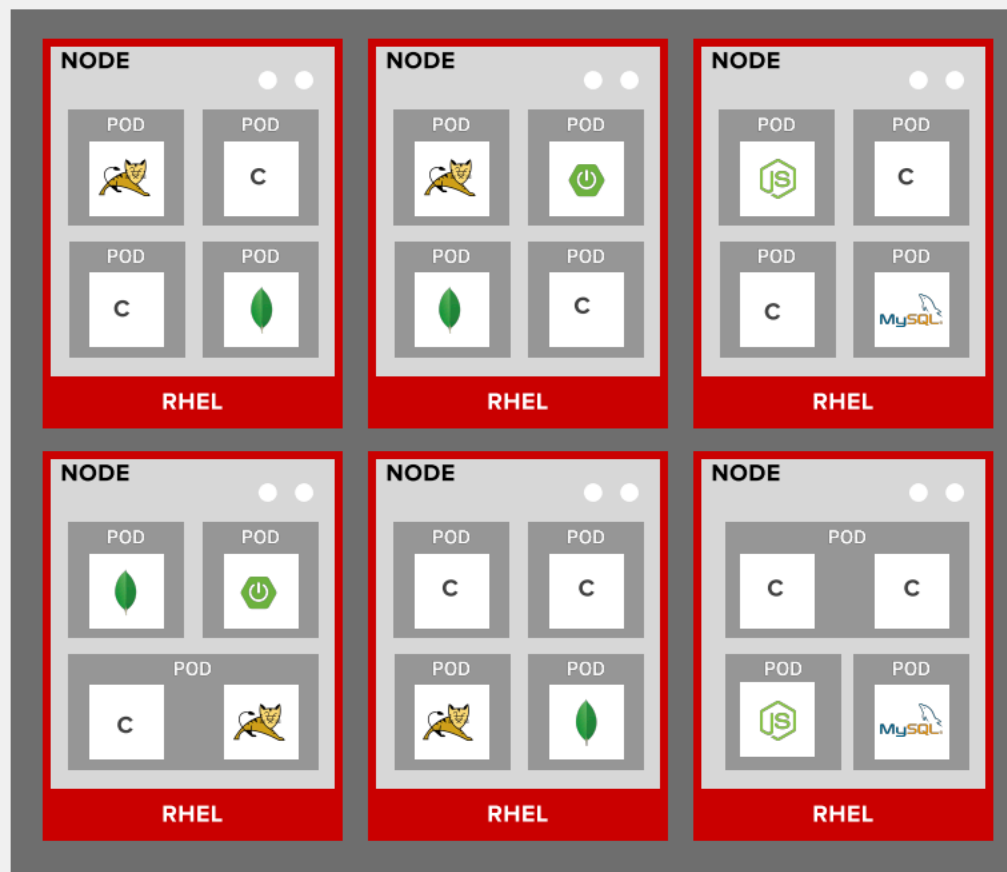 NODE NODE NODE
POD POD POD POD POD POD
C JS C
POD POD POD POD POD POD
C C C MySQL
RHEL RHEL RHEL
NODE NODE NODE
POD POD POD POD POD
C C C C
POD POD POD POD POD
C JS MySQL
RHEL RHEL RHEL